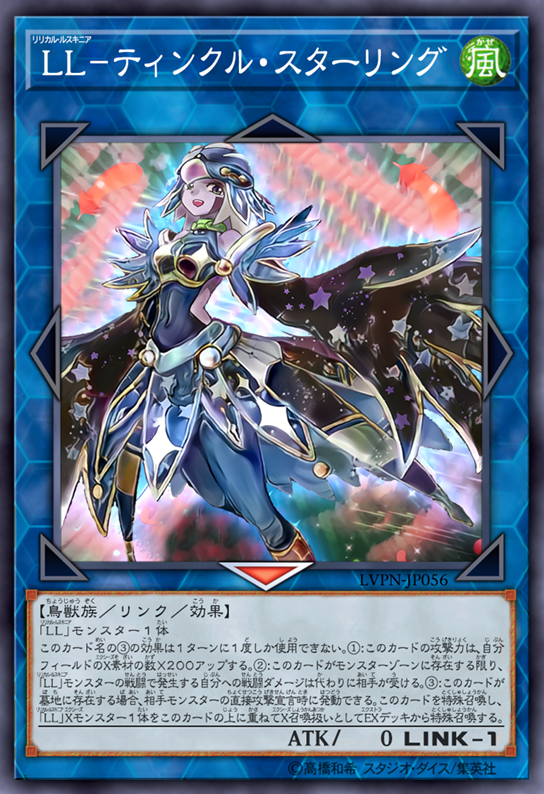 リリカル・ルスキニア
LL－ティンクル・スターリング
かぜ
風
LVPN-JP056
【鳥獣族／リンク／効果】
「LL」モンスター１体
このカード名の③の効果は１ターンに１度しか使用できない。①：このカードの攻撃力は、自分
フィールドのX素材の数×２００アップする。②：このカードがモンスターゾーンに存在する限り、
「LL」モンスターの戦闘で発生する自分への戦闘ダメージは代わりに相手が受ける。③：このカードが
墓地に存在する場合、相手モンスターの直接攻撃宣言時に発動できる。このカードを特殊召喚し、
「LL」Xモンスター１体をこのカードの上に重ねてX召喚扱いとしてEXデッキから特殊召喚する。
ATK/ 0 LINK-1
©高橋和希 スタジオ・ダイス/集英社